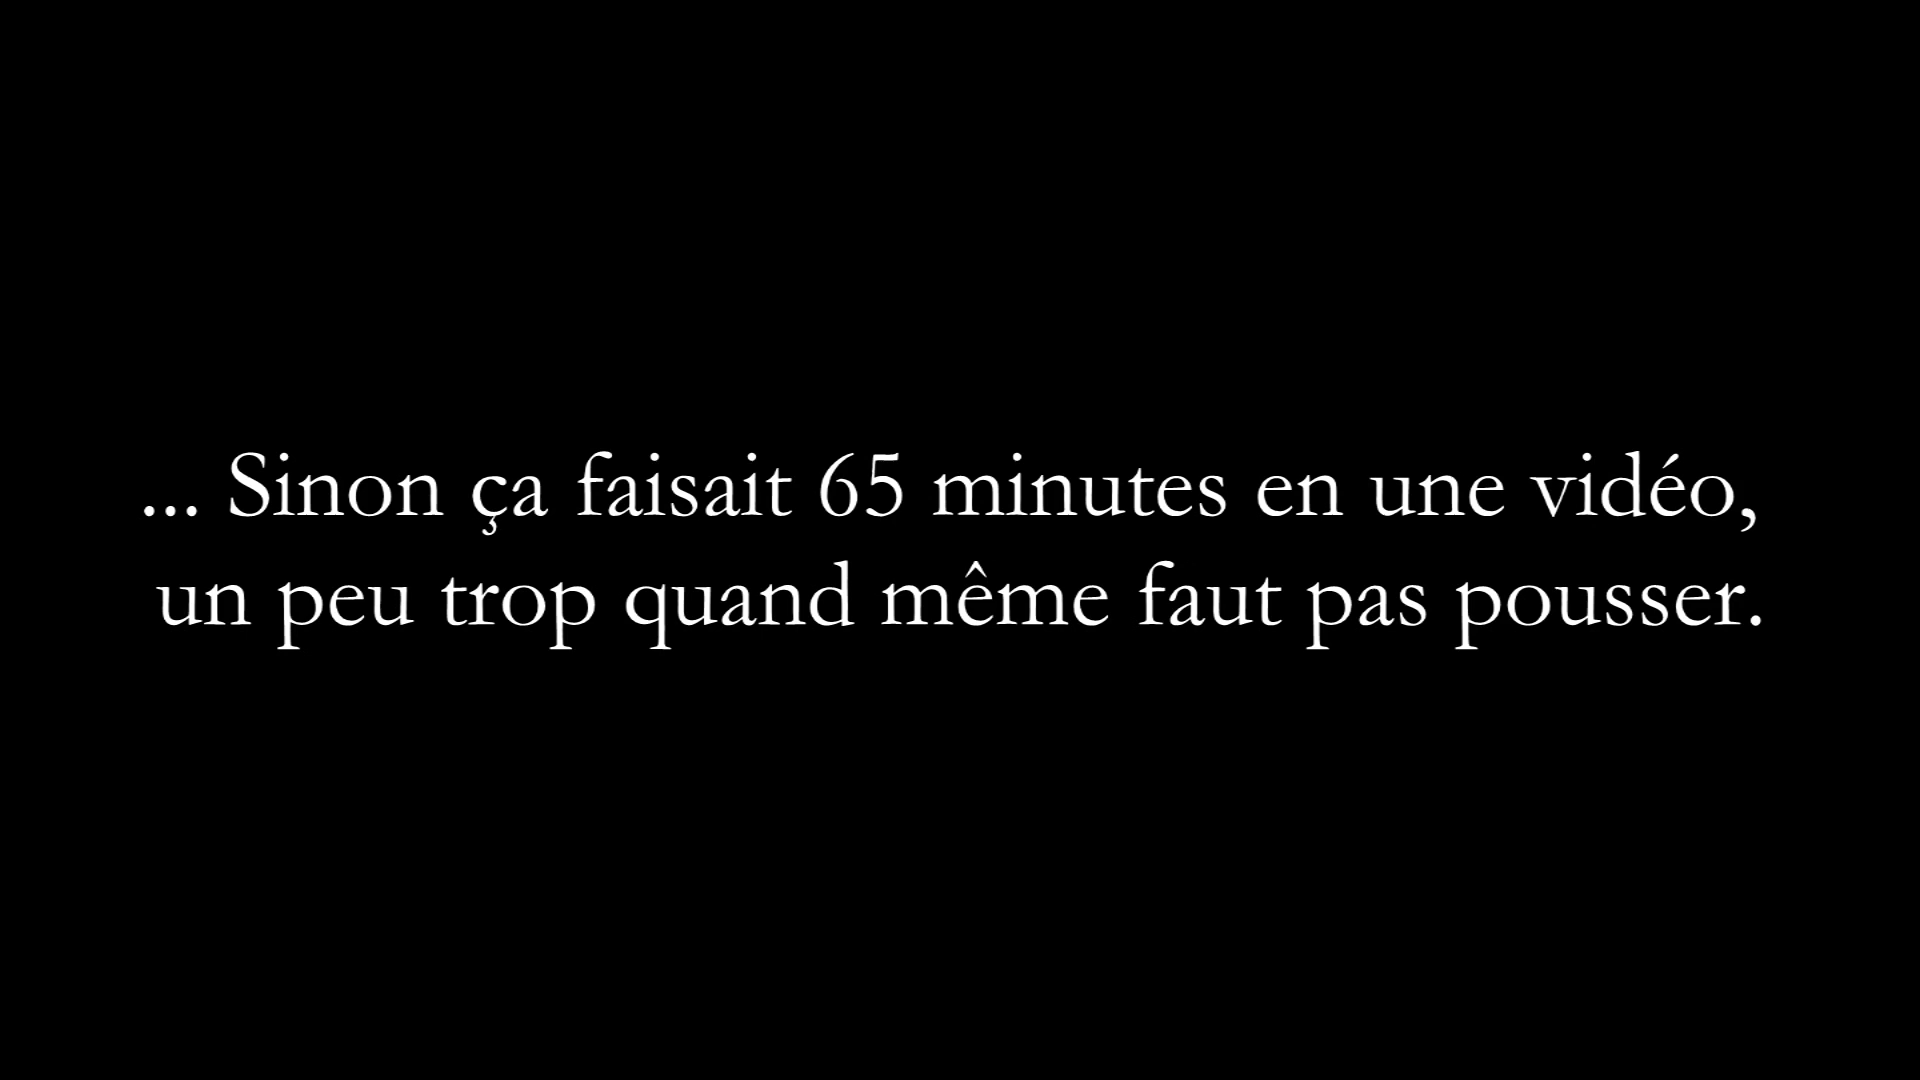 ... Sinon ça faisait 65 minutes en une vidéo,
un peu trop quand même faut pas pousser.